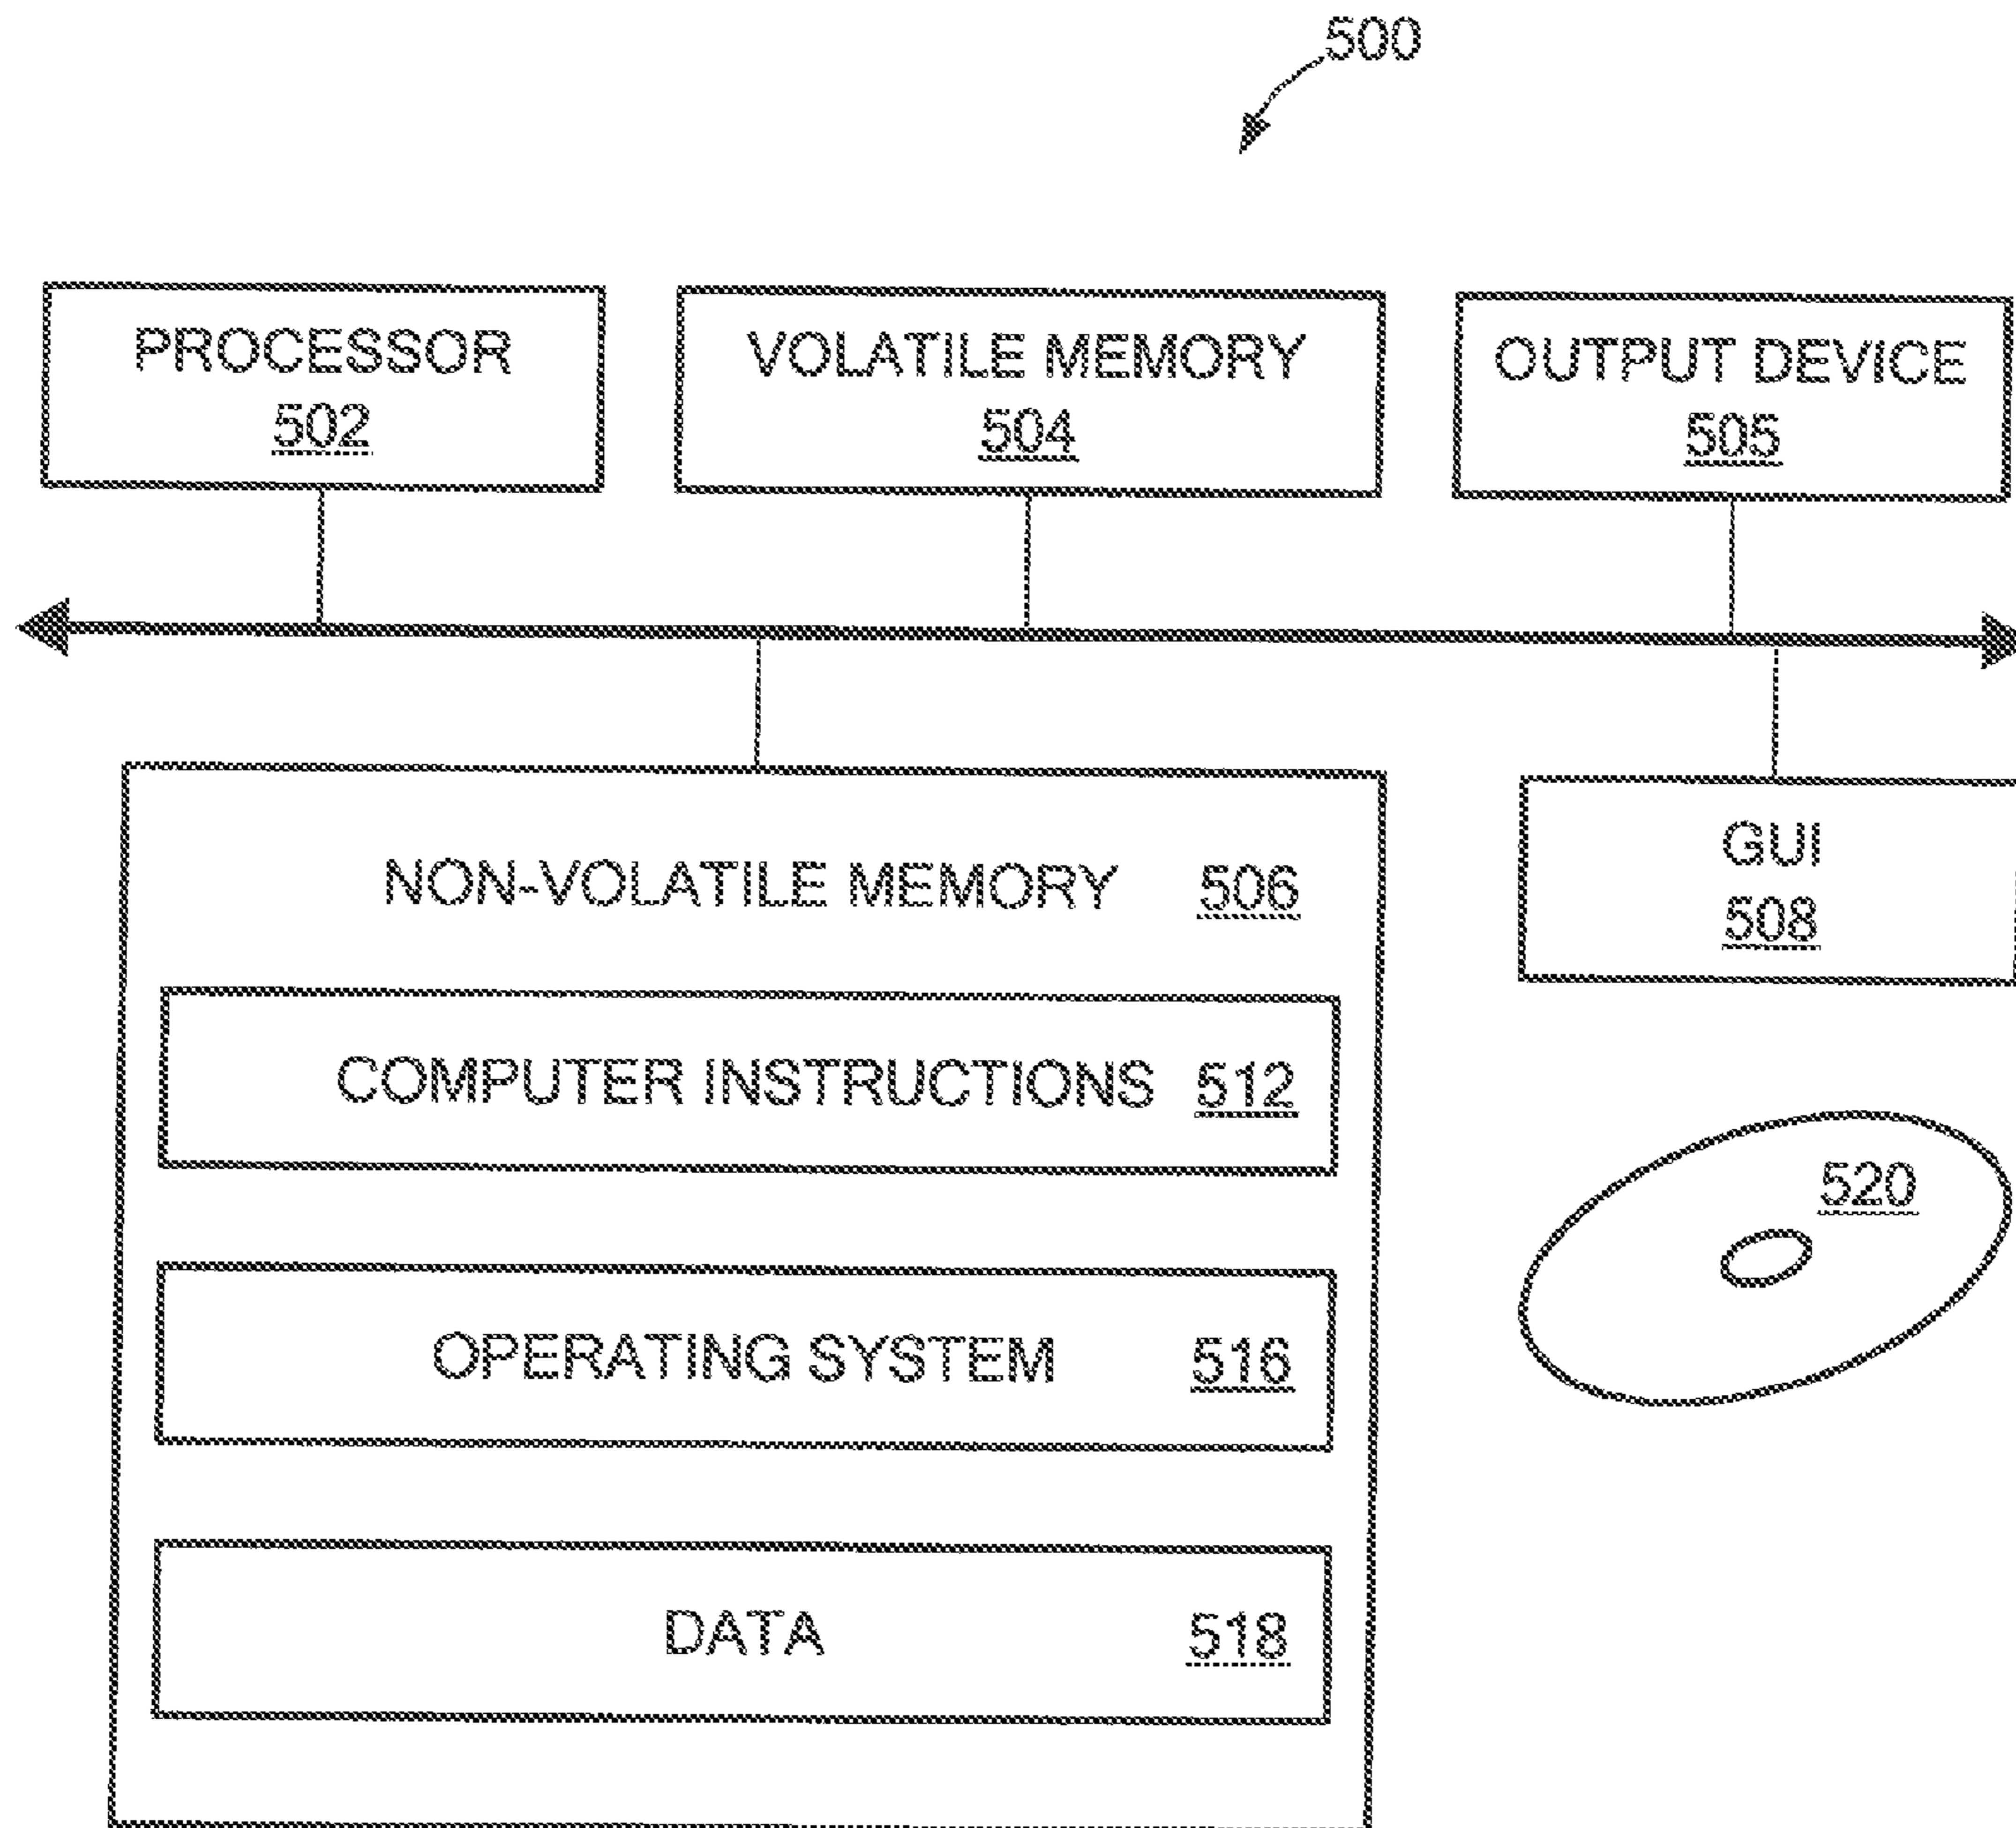 500
PROCESSOR
502
VOLATILE MEMORY
504
OUTPUT DEVICE
505
NON-VOLATILE MEMORY 506
GUI
508
COMPUTER INSTRUCTIONS 512
520
OPERATING SYSTEM 516
DATA 518